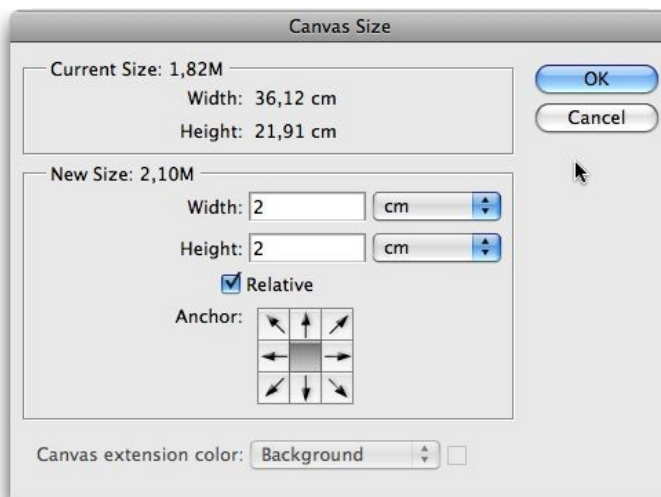 Canvas Size
Current Size: 1,82M
Width: 36,12 cm
Height: 21,91 cm
OK
Cancel
New Size: 2,10M
Width: 2 cm
Height: 2 cm
Relative
Anchor:
Canvas extension color: Background